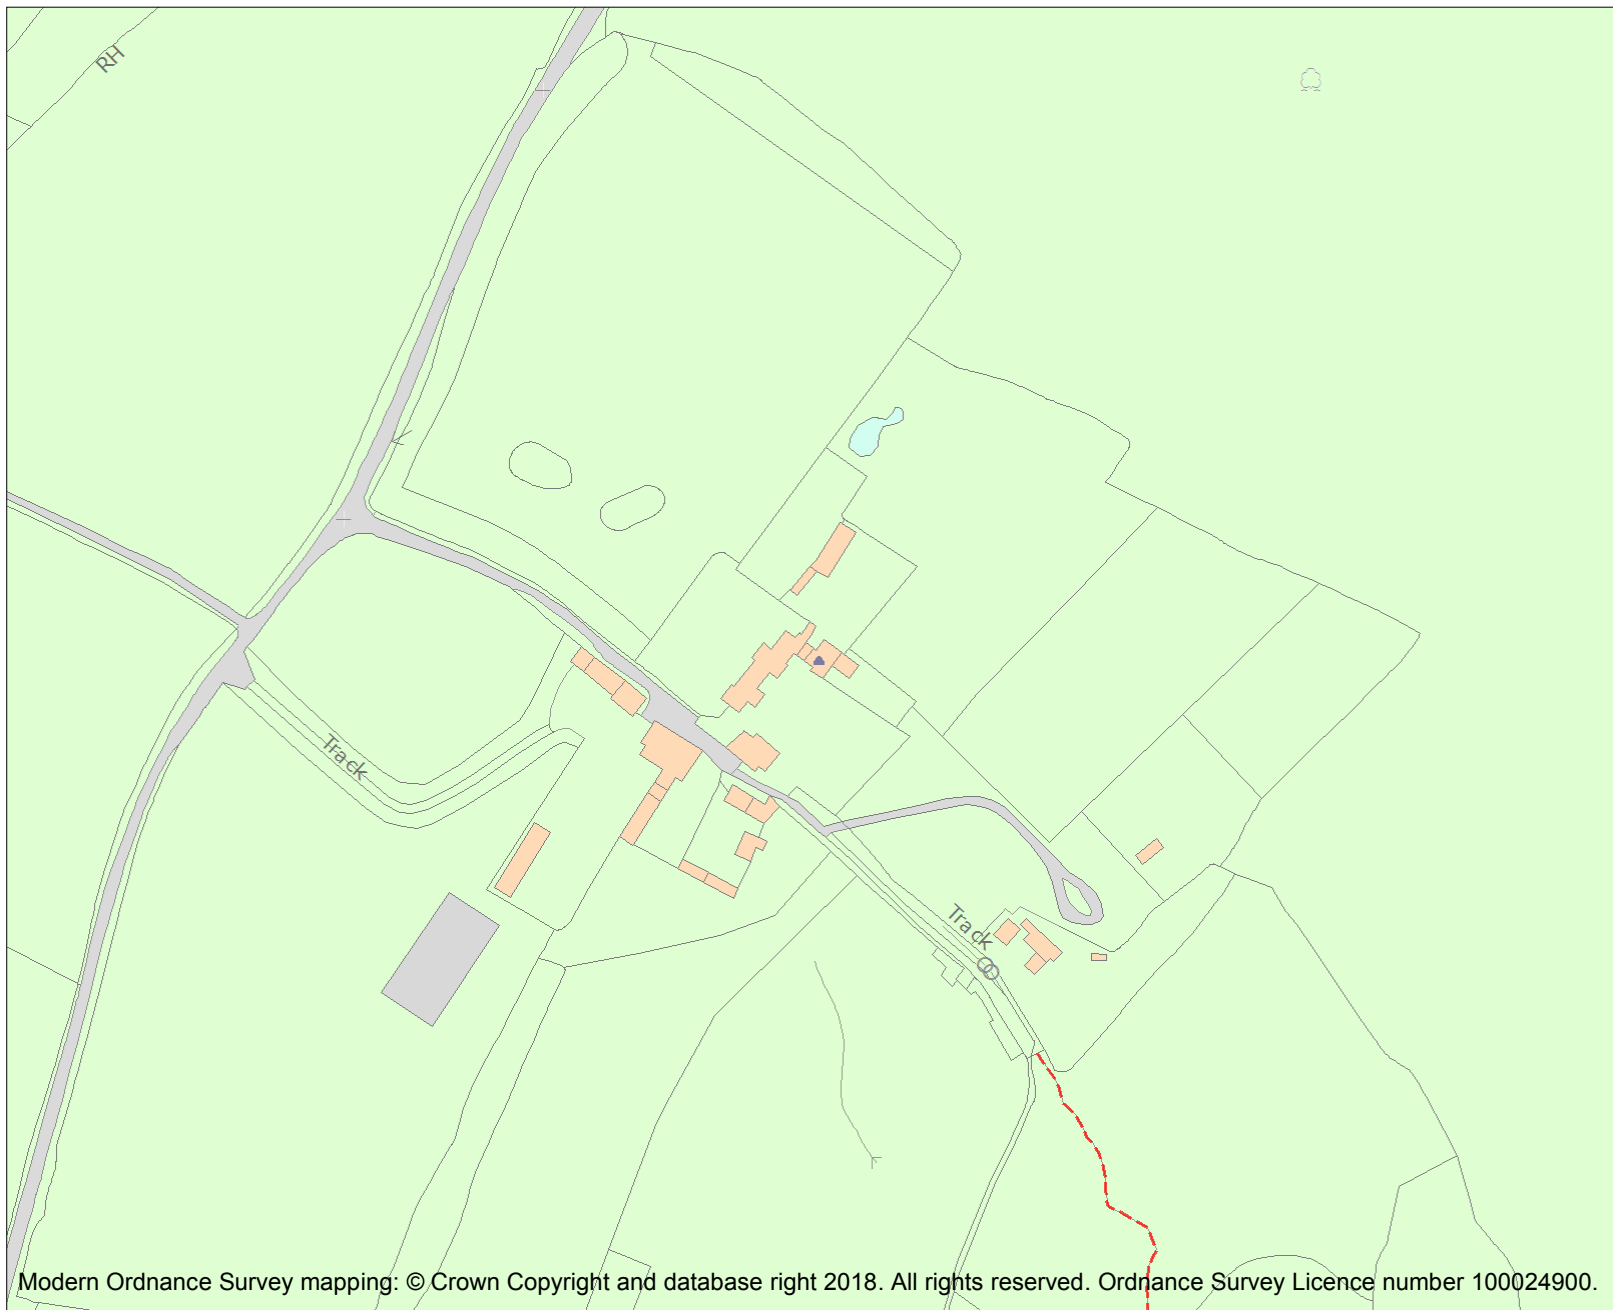 RH
Track
Track
Modern Ordnance Survey mapping: © Crown Copyright and database right 2018. All rights reserved. Ordnance Survey Licence number 100024900.